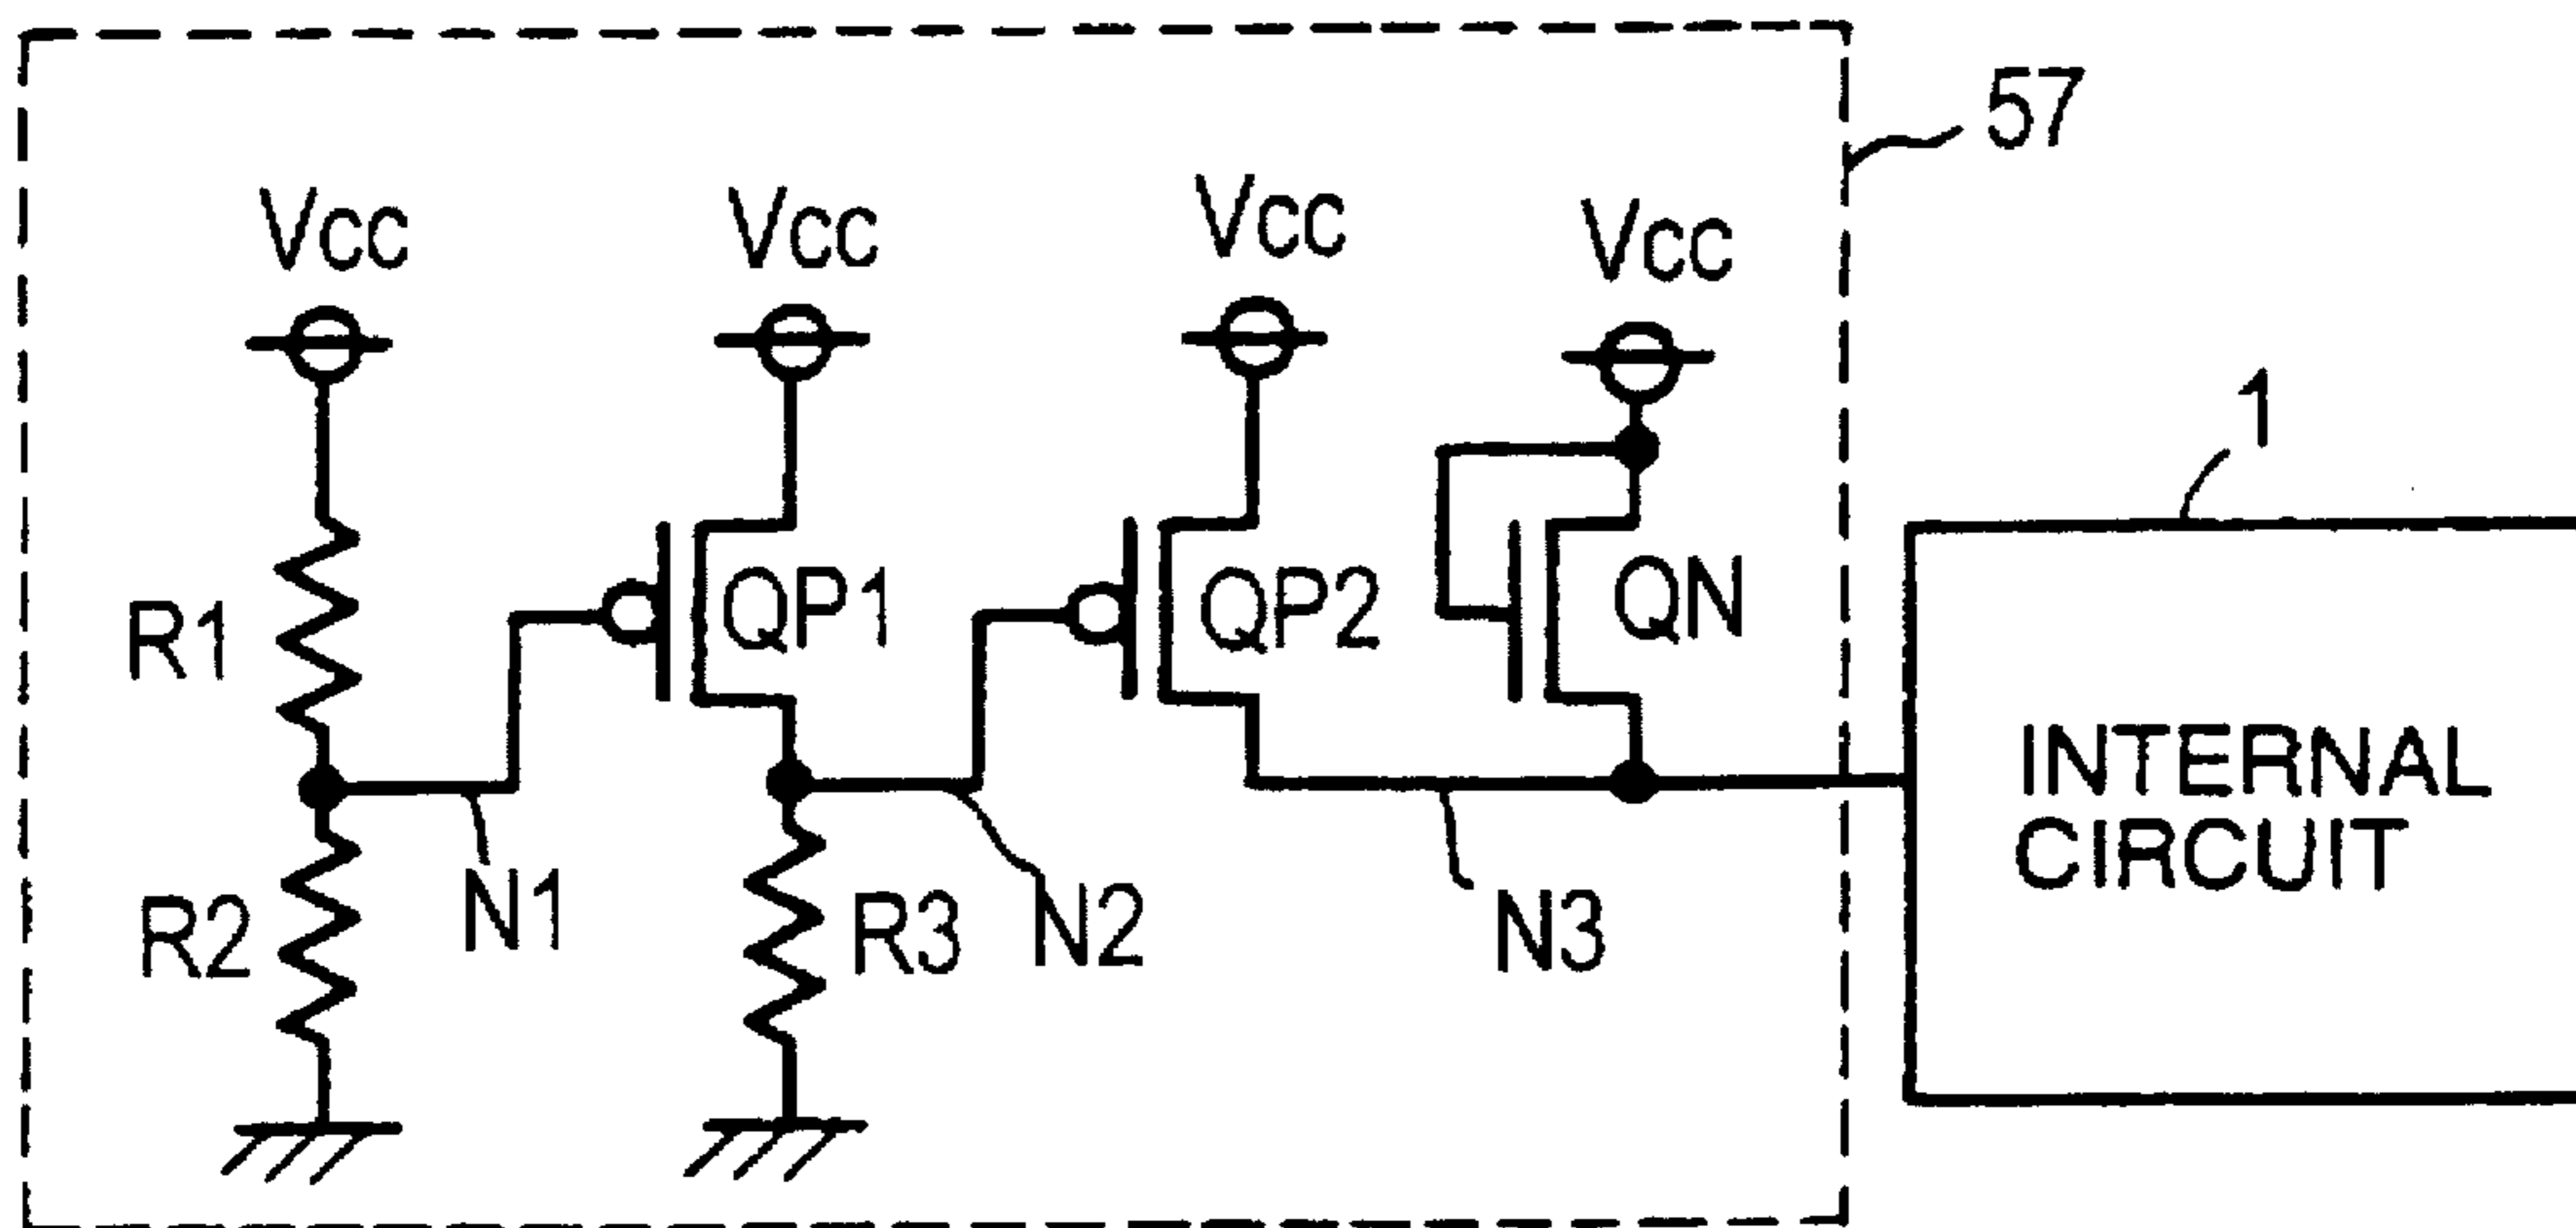 57
Vcc
Vcc
Vcc
Vcc
1
R1
QP1
QP2
QN
INTERNAL
CIRCUIT
R2
N1
R3
N2
N3